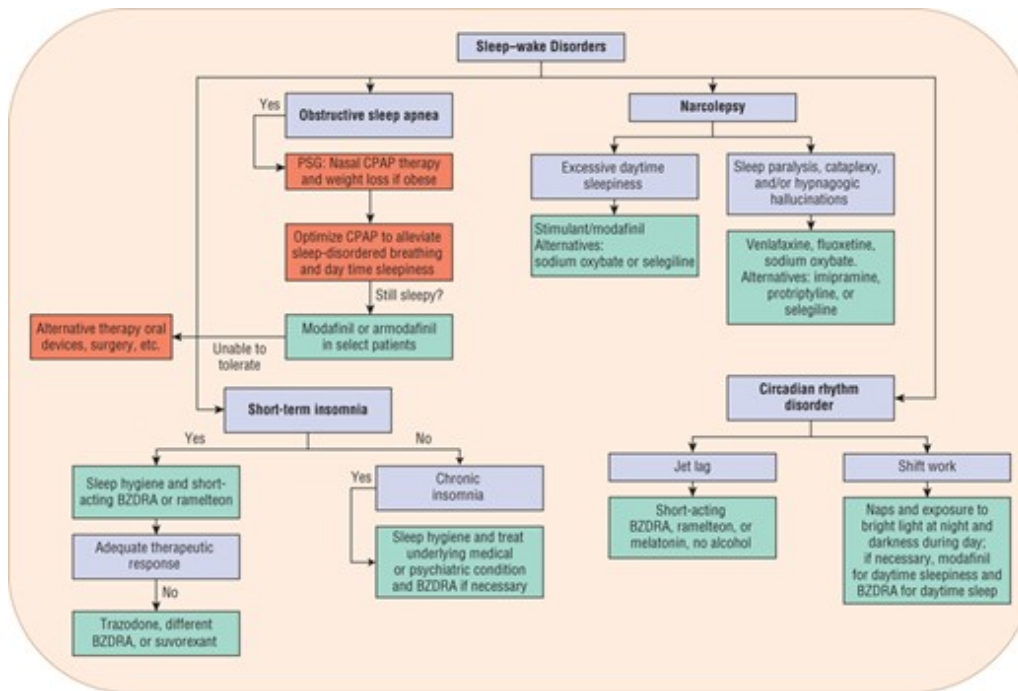 Sleep–wake Disorders
Yes
Obstructive sleep apnea
PSG: Nasal CPAP therapy
and weight loss if obese
Optimize CPAP to alleviate
sleep-disordered breathing
and day time sleepiness
Still sleepy?
Modafinil or armodafinil
in select patients
Unable to
tolerate
Alternative therapy oral
devices, surgery, etc.
Narcolepsy
Excessive daytime
sleepiness
Stimulant/modafinil
Alternatives:
sodium oxybate or selegiline
Sleep paralysis, cataplexy,
and/or hypnagogic
hallucinations
Venlafaxine, fluoxetine,
sodium oxybate.
Alternatives: imipramine,
protriptyline, or
selegiline
Short-term insomnia
Yes
Sleep hygiene and short-
acting BZDRA or ramelteon
Adequate therapeutic
response
No
Trazodone, different
BZDRA, or suvorexant
No
Yes
Chronic
insomnia
Sleep hygiene and treat
underlying medical
or psychiatric condition
and BZDRA if necessary
Circadian rhythm
disorder
Jet lag
Short-acting
BZDRA, ramelteon, or
melatonin, no alcohol
Shift work
Naps and exposure to
bright light at night and
darkness during day;
if necessary, modafinil
for daytime sleepiness and
BZDRA for daytime sleep